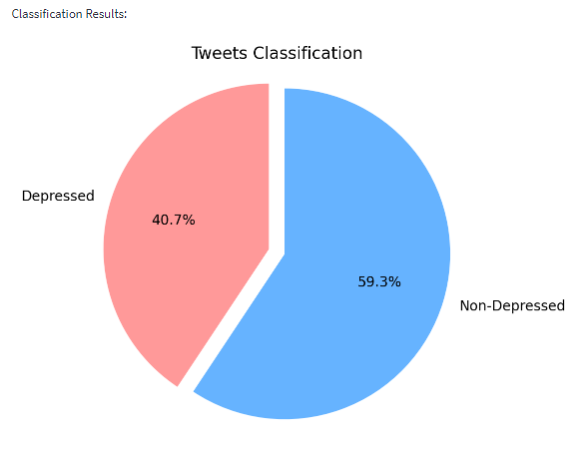 Classification Results:
Tweets Classification
Depressed
40.7%
59.3%
Non-Depressed